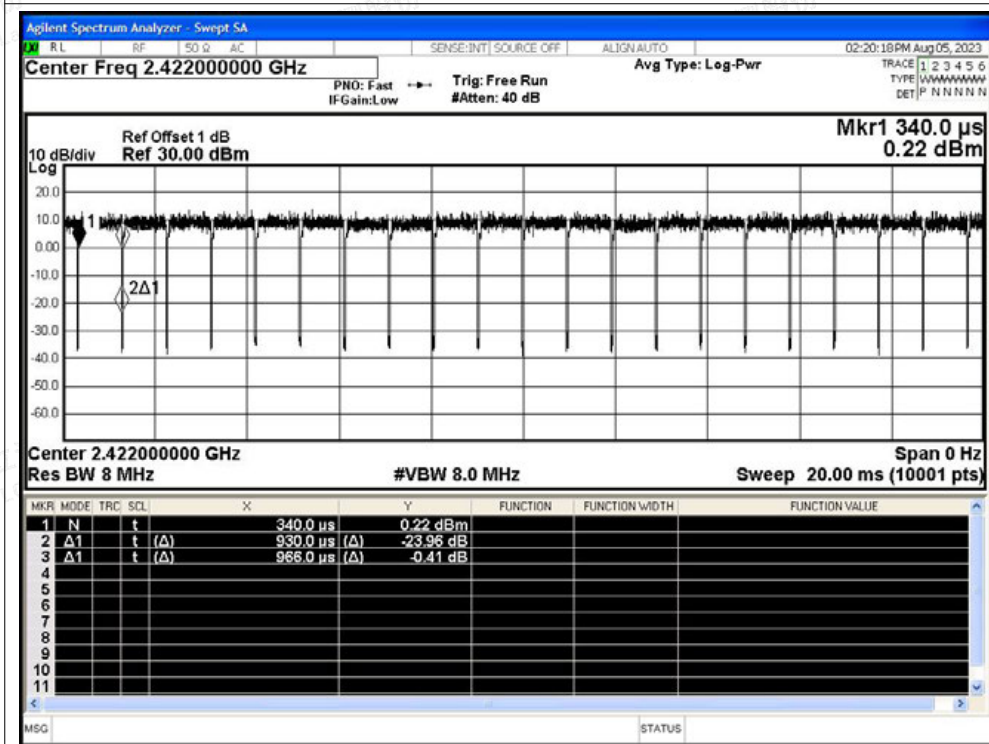 Agilent Spectrum Analyzer - Swept SA
LXI RL RF 50 Ω AC SENSE:INT SOURCE OFF ALIGN AUTO 02:20:18 PM Aug 05, 2023
Center Freq 2.422000000 GHz Avg Type: Log-Pwr TRACE 1 2 3 4 5 6
PNO: Fast Trig: Free Run TYPE WWWWWW
IFGain:Low #Atten: 40 dB DET P N N N N N
Ref Offset 1 dB Mkr1 340.0 µs
10 dB/div Ref 30.00 dBm 0.22 dBm
Log
20.0
10.0 1
0.00
-10.0
2Δ1
-20.0
-30.0
-40.0
-50.0
-60.0
Center 2.422000000 GHz Span 0 Hz
Res BW 8 MHz #VBW 8.0 MHz Sweep 20.00 ms (10001 pts)
MKR MODE TRC SCL X Y FUNCTION FUNCTION WIDTH FUNCTION VALUE
1 N t 340.0 µs 0.22 dBm
2 Δ1 t (Δ) 930.0 µs (Δ) -23.96 dB
3 Δ1 t (Δ) 966.0 µs (Δ) -0.41 dB
4
5
6
7
8
9
10
11
MSG STATUS